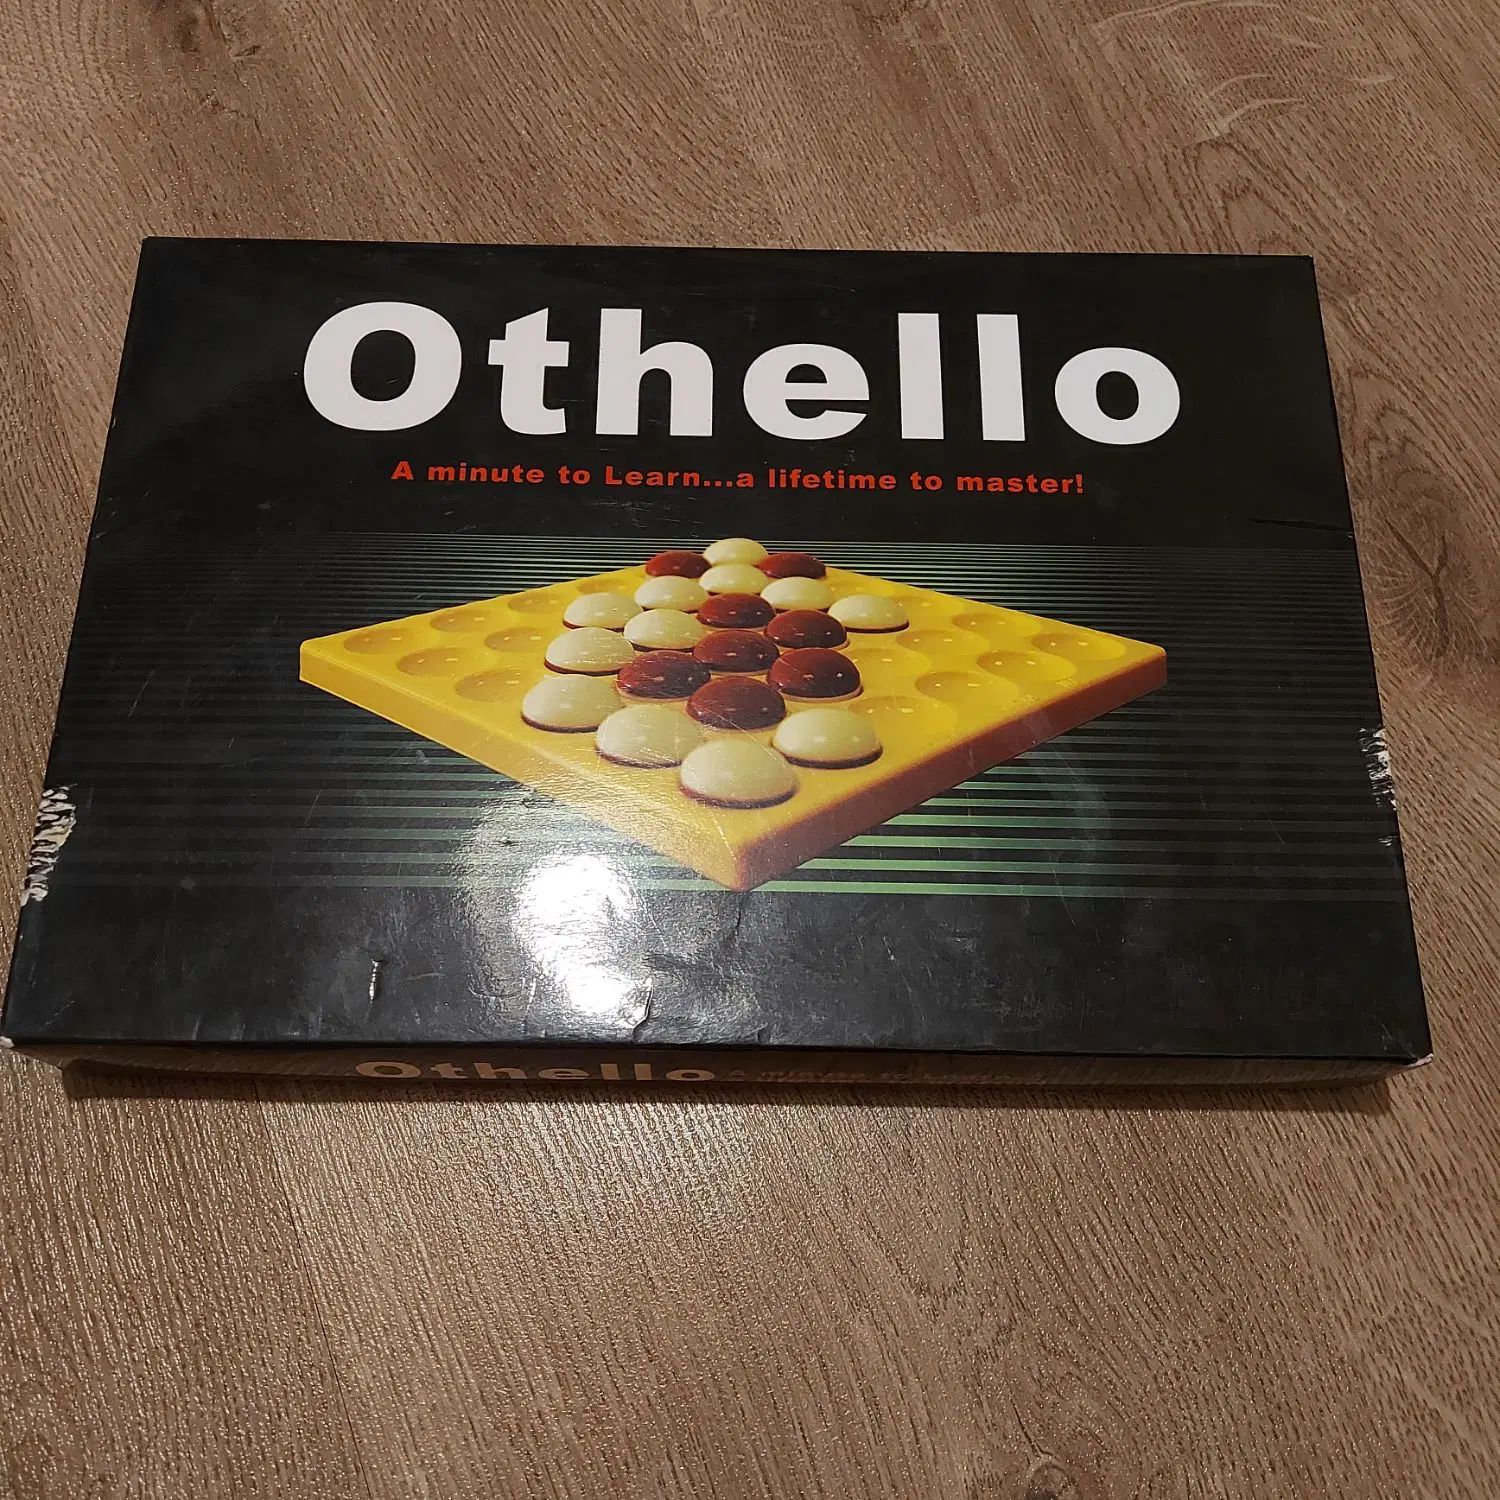 Othello
A minute to Learn...a lifetime to master!
Othello